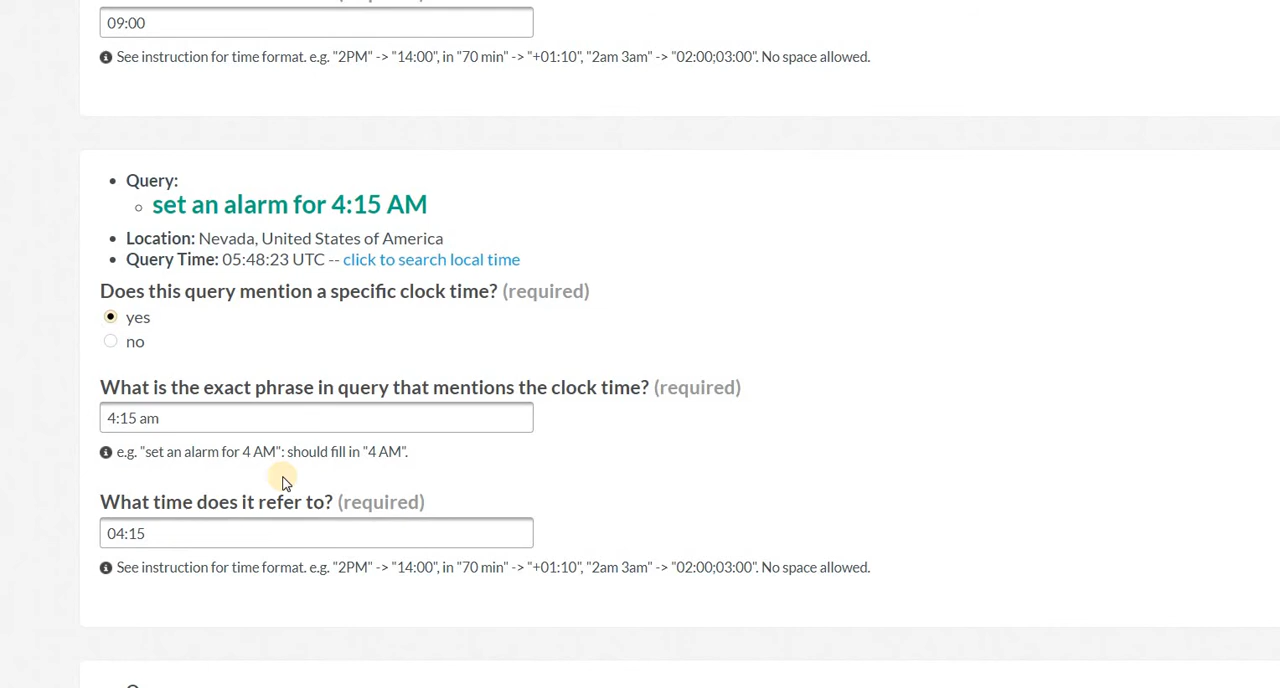 09:00
See instruction for time format. e.g. "2PM" -> "14:00", in "70 min" -> "+01:10", "2am 3am" -> "02:00;03:00". No space allowed.
Query:
set an alarm for 4:15 AM
Location: Nevada, United States of America
Query Time: 05:48:23 UTC -- click to search local time
Does this query mention a specific clock time? (required)
yes
no
What is the exact phrase in query that mentions the clock time? (required)
4:15 am
e.g. "set an alarm for 4 AM": should fill in "4 AM".
What time does it refer to? (required)
04:15
See instruction for time format. e.g. "2PM" -> "14:00", in "70 min" -> "+01:10", "2am 3am" -> "02:00;03:00". No space allowed.